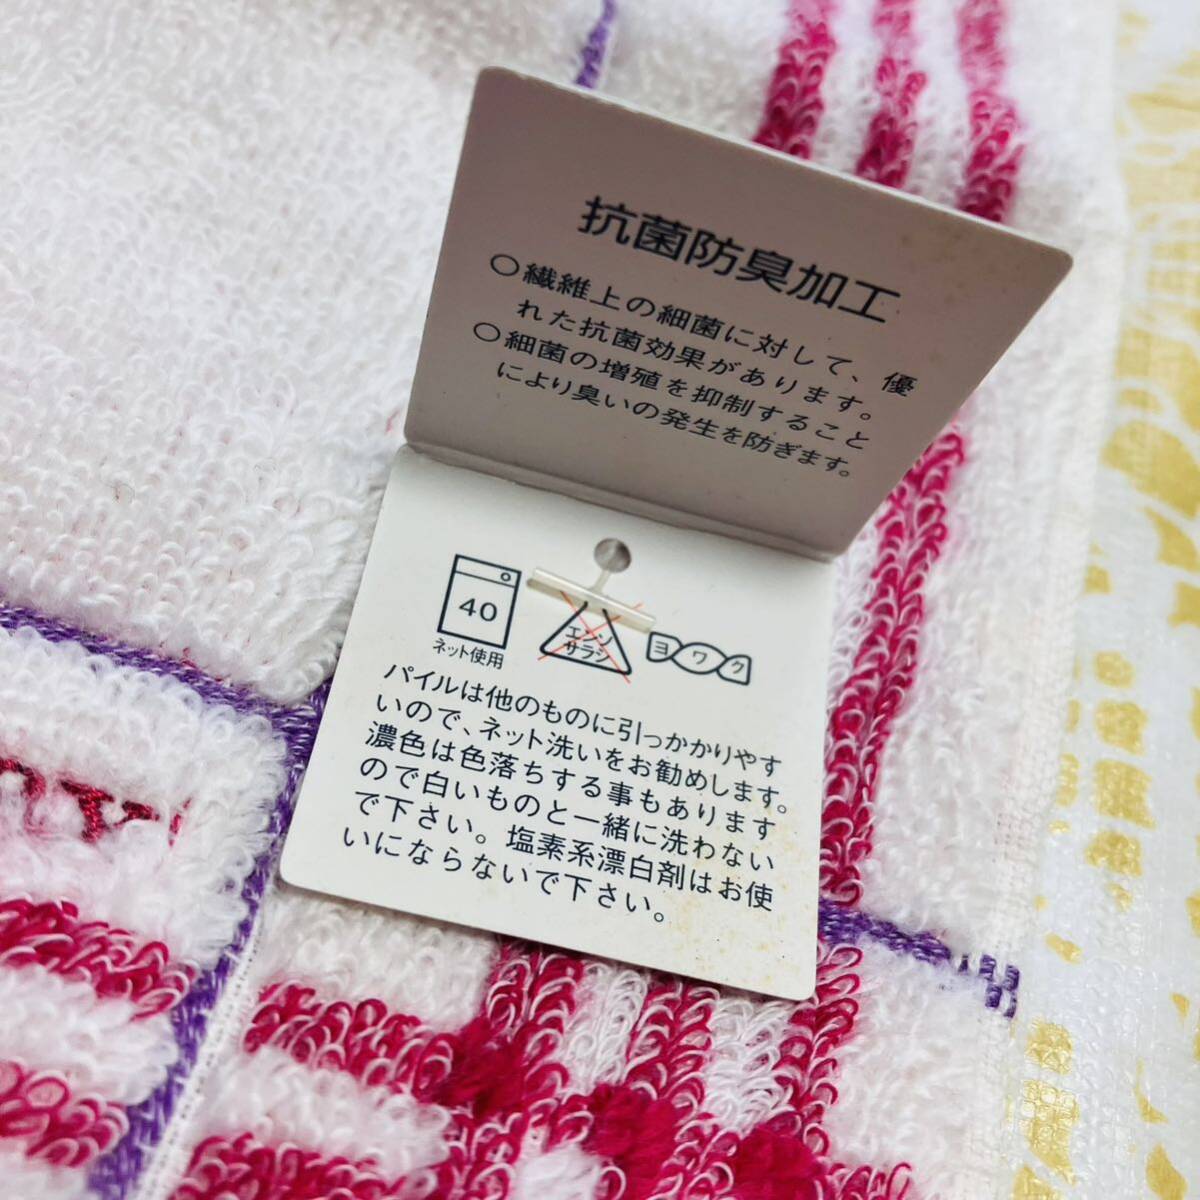 抗菌防臭加工
○繊維上の細菌に対して、優
れた抗菌効果があります。
○細菌の増殖を抑制すること
により臭いの発生を防ぎます。
40
ネット使用
エンソ
サラシ
ヨワク
パイルは他のものに引っかかりやす
いので、ネット洗いをお勧めします。
濃色は色落ちする事もあります
ので白いものと一緒に洗わない
で下さい。塩素系漂白剤はお使
いにならないで下さい。